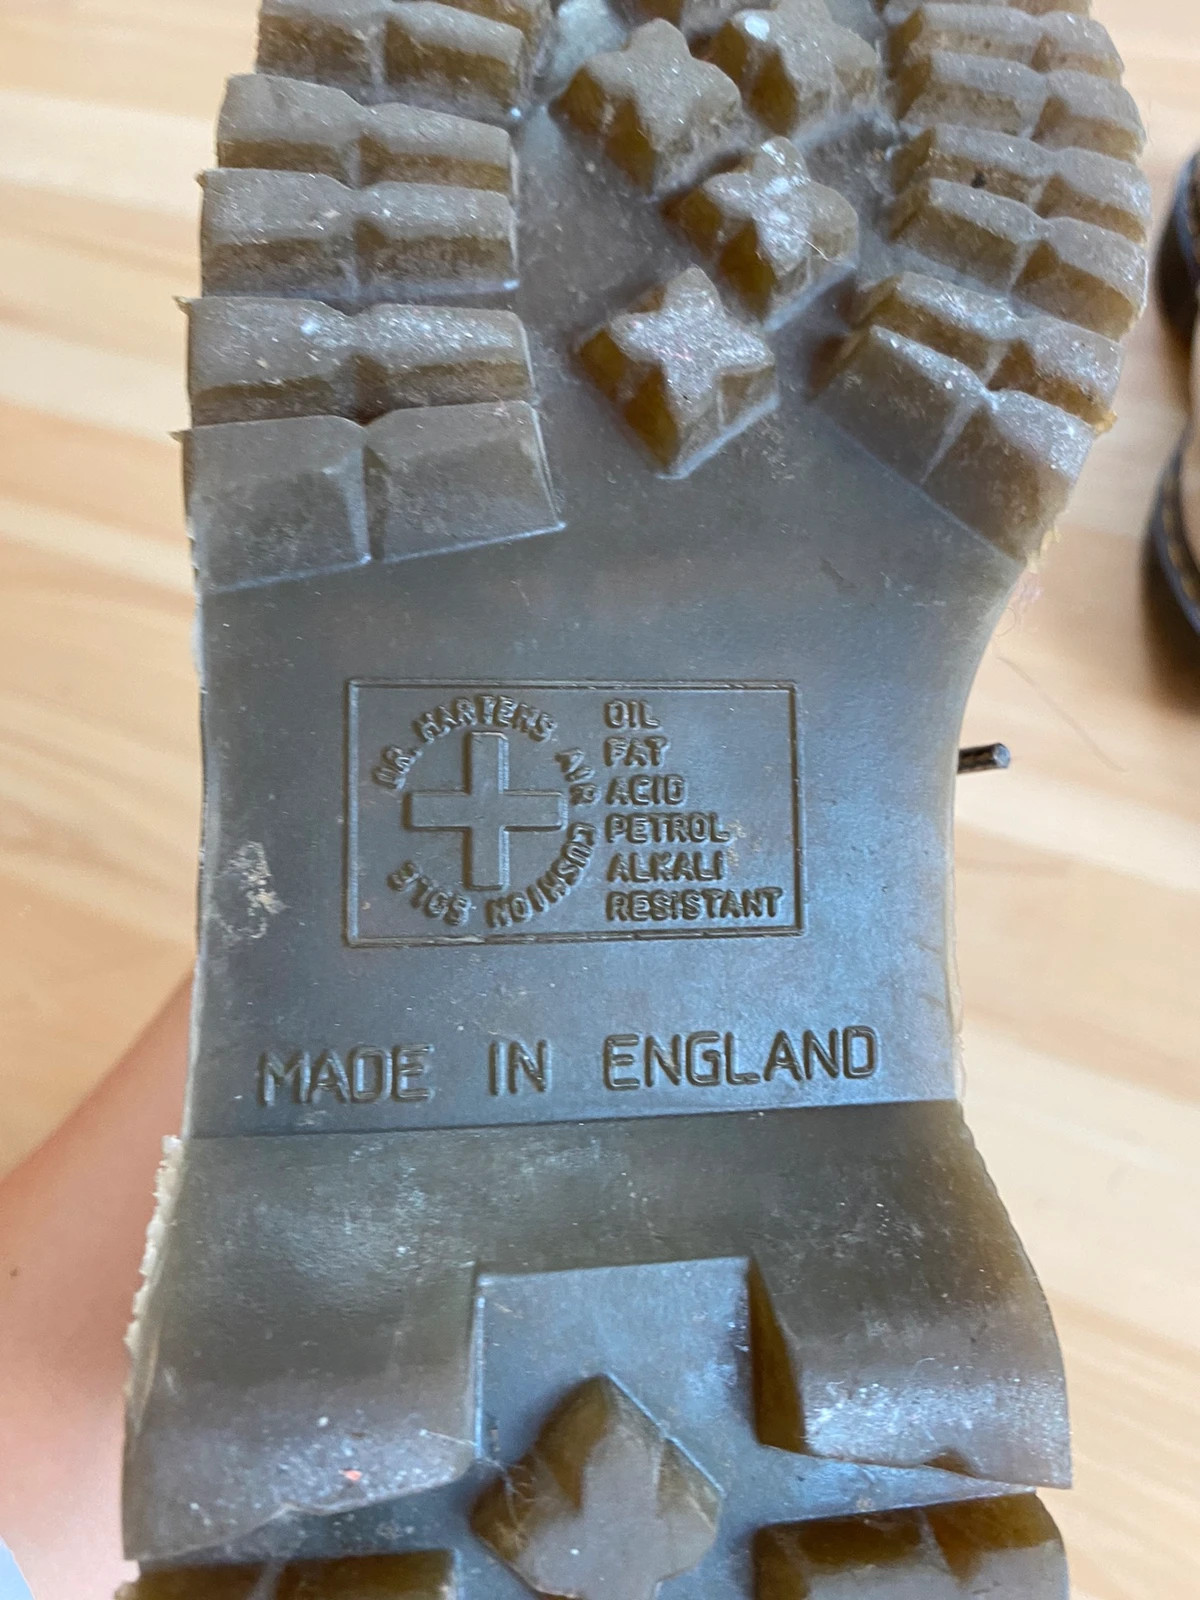 DR. MARTENS AIR CUSHION SOLE
OIL
FAT
ACID
PETROL
ALKALI
RESISTANT
MADE IN ENGLAND